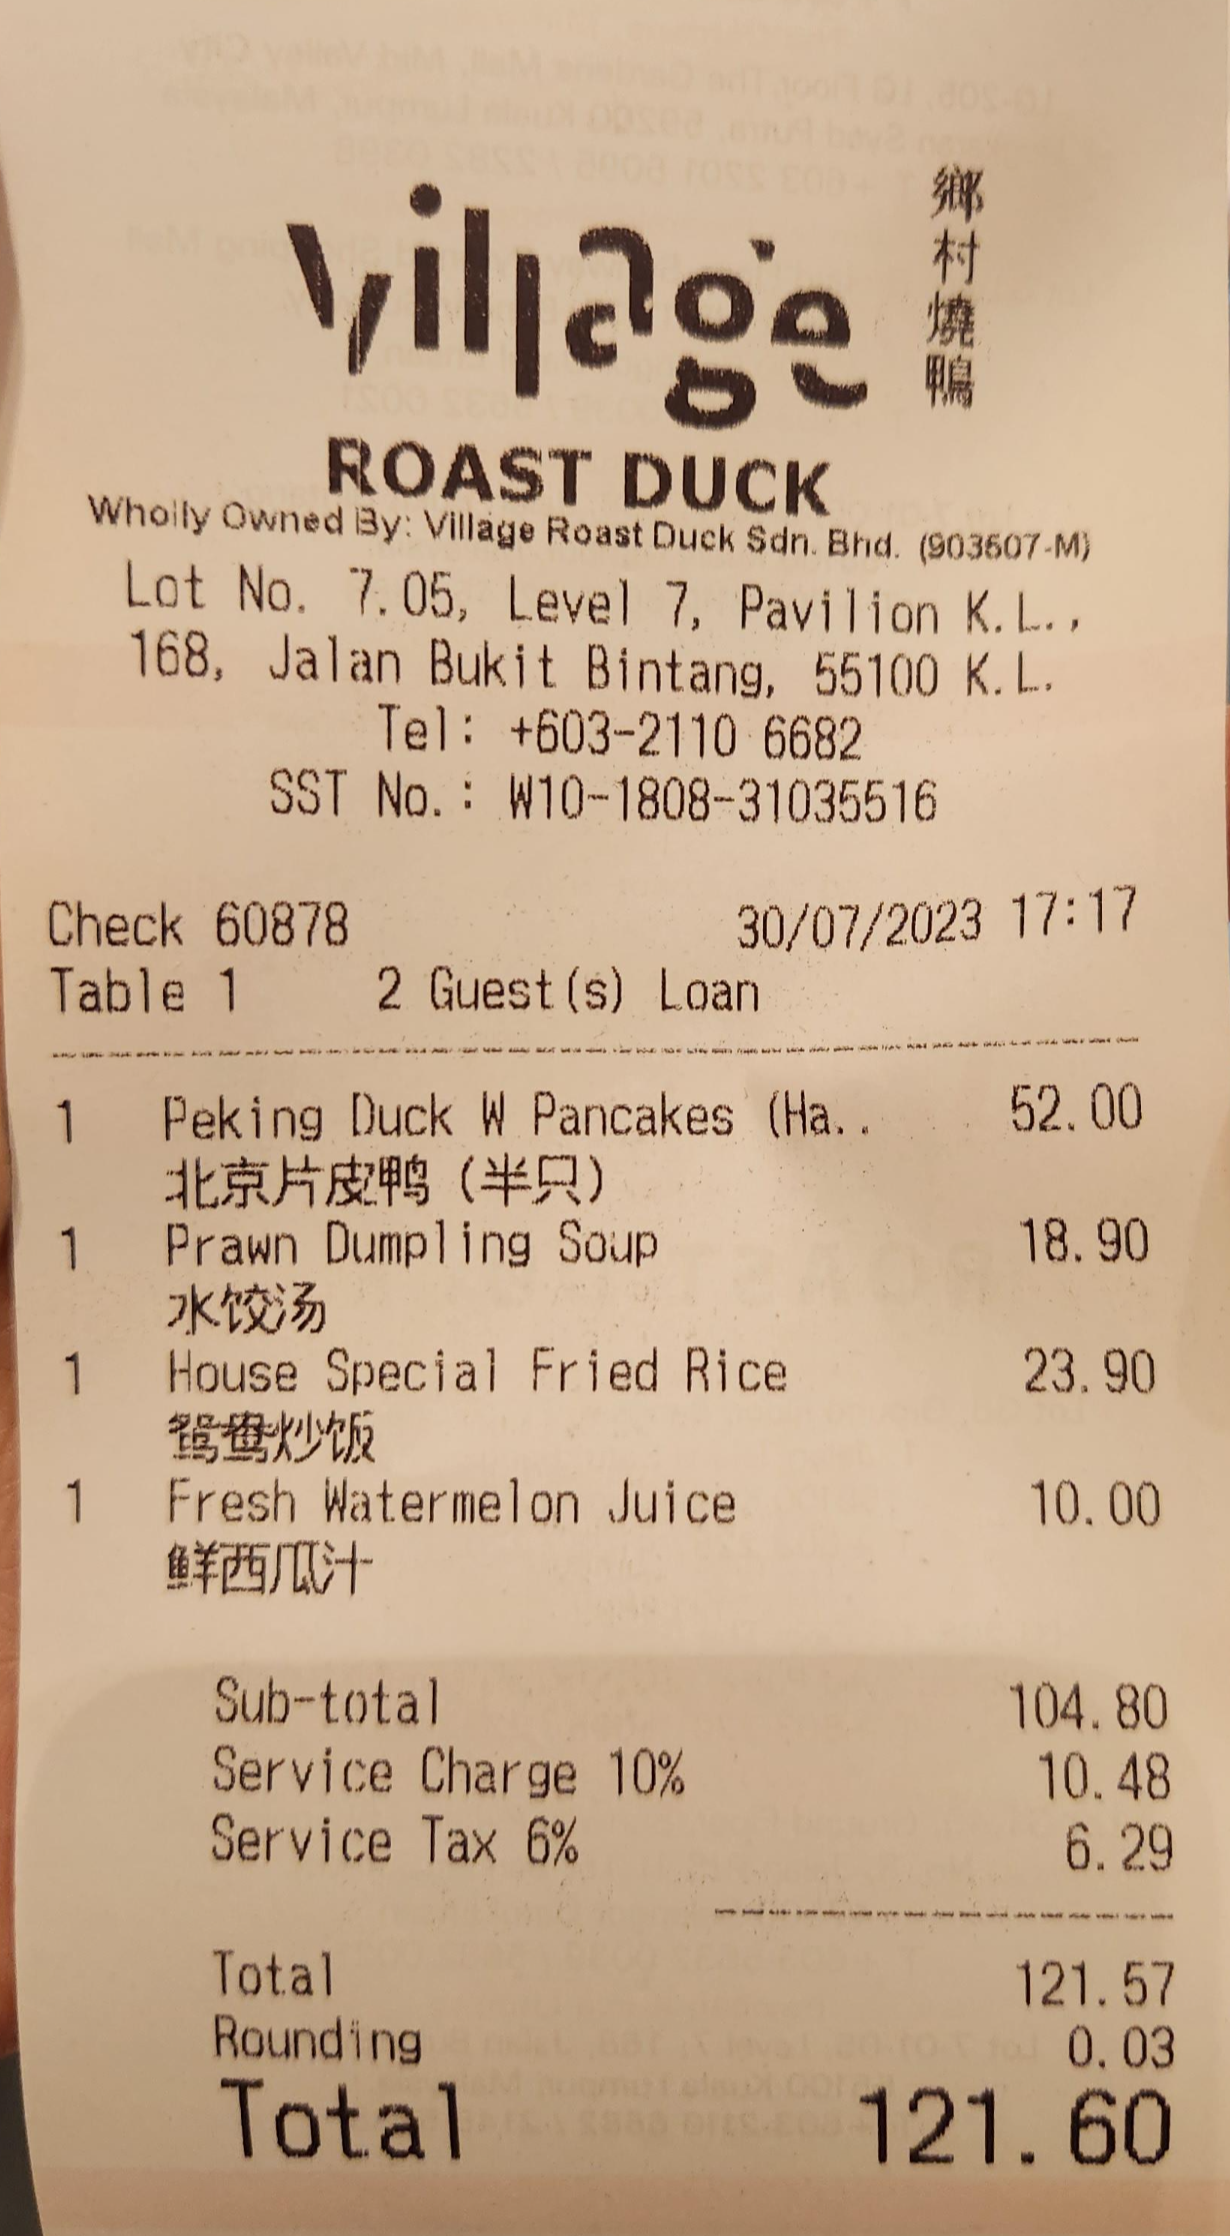 Village
鄉村燒鴨
ROAST DUCK
Wholly Owned By: Village Roast Duck Sdn. Bhd. (903607-M)
Lot No. 7.05, Level 7, Pavilion K.L.,
168, Jalan Bukit Bintang, 55100 K.L.
Tel: +603-2110 6682
SST No.: W10-1808-31035516
Check 60878 30/07/2023 17:17
Table 1 2 Guest(s) Loan
1 Peking Duck W Pancakes (Ha.. 52.00
北京片皮鸭 (半只)
1 Prawn Dumpling Soup 18.90
水饺汤
1 House Special Fried Rice 23.90
鸳鸯炒饭
1 Fresh Watermelon Juice 10.00
鲜西瓜汁
Sub-total 104.80
Service Charge 10% 10.48
Service Tax 6% 6.29
Total 121.57
Rounding 0.03
Total 121.60